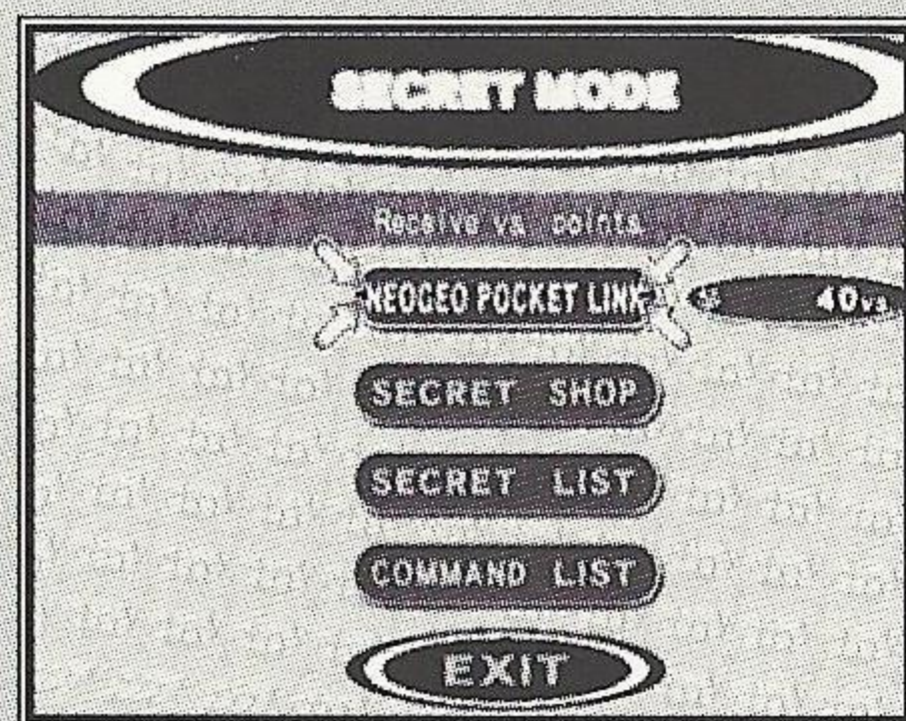 SECRET MODE
Receive vs. points
NEOGEO POCKET LINK
40vs
SECRET SHOP
SECRET LIST
COMMAND LIST
EXIT